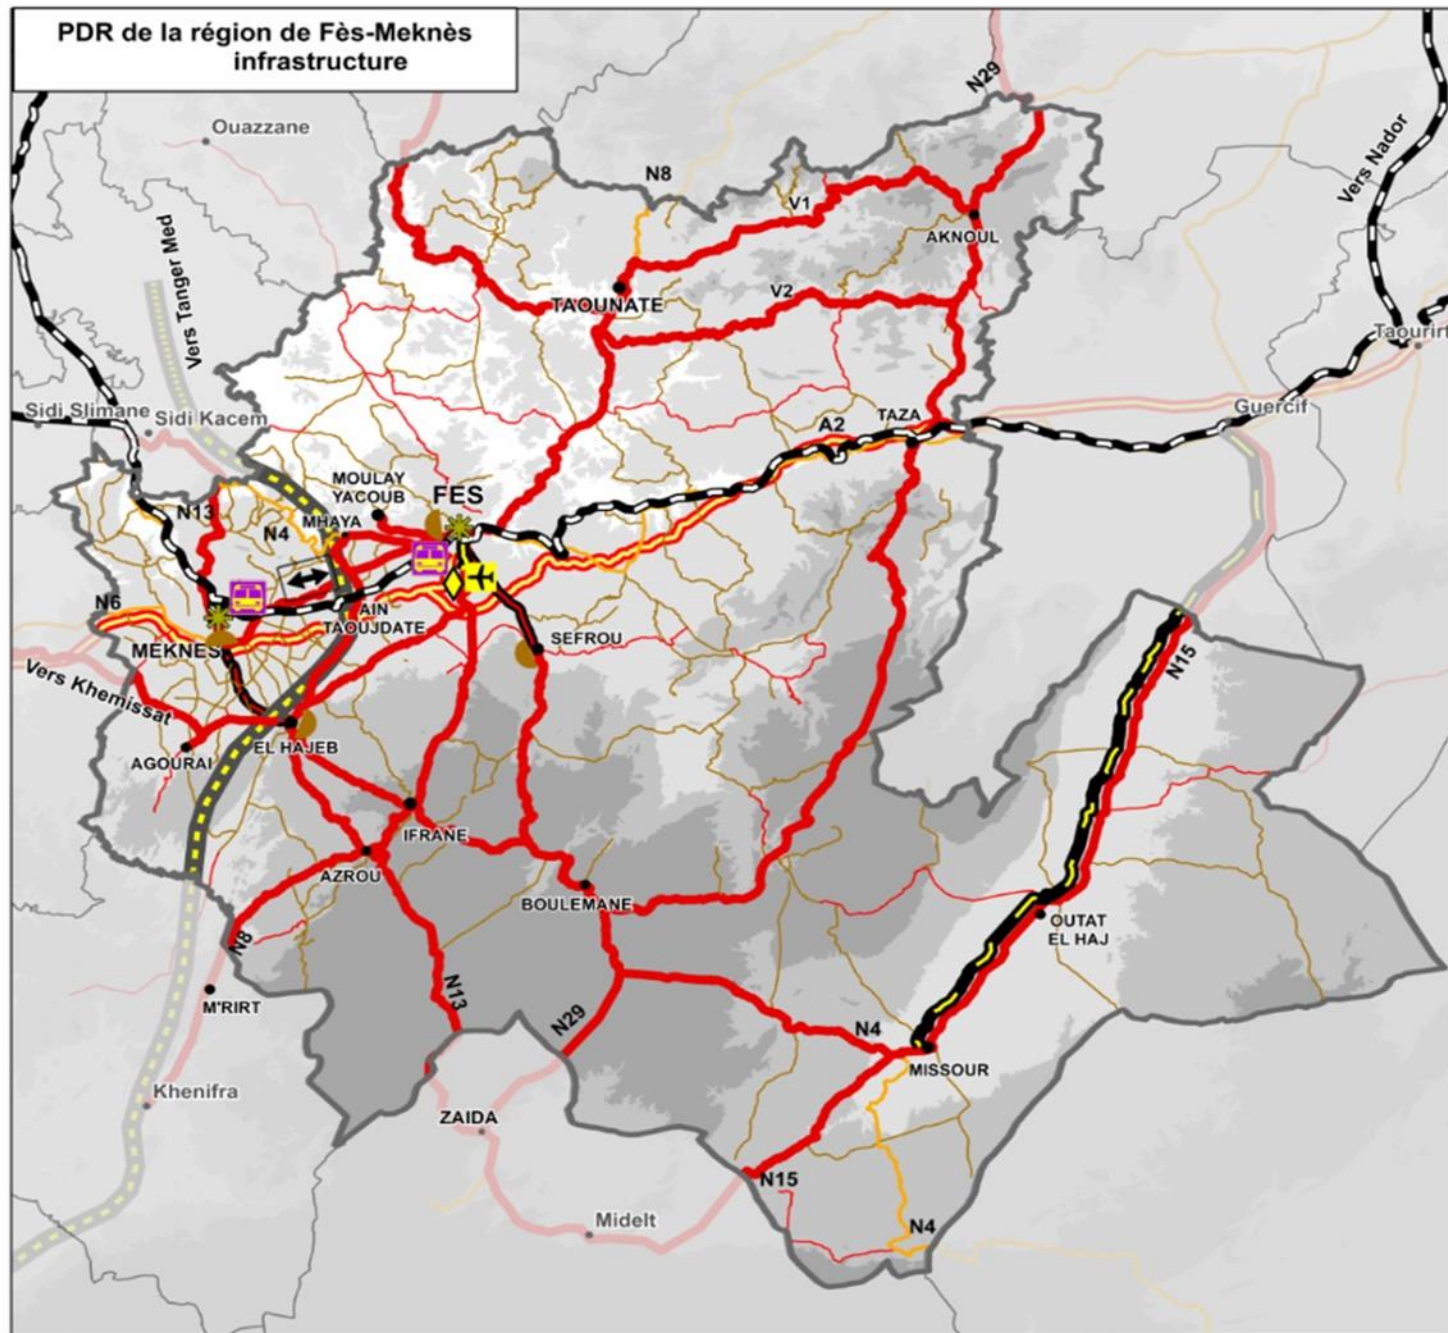 PDR de la région de Fès-Meknès
infrastructure
N29
Ouazzane
Vers Nador
N8
V1
AKNOUL
Vers Tanger Med
V2
TAOUNATE
Taourirt
Sidi Slimane
Sidi Kacem
Guercif
TAZA
A2
MOULAY
YACOUB
FES
N13
N4
MHAYA
N6
AIN
TAOUJDATE
SEFROU
MEKNES
N15
Vers Khemissat
EL HAJEB
AGOURAI
IFRANE
AZROU
BOULEMANE
OUTAT
EL HAJ
N8
M'RIRT
N13
N29
N4
MISSOUR
Khenifra
ZAIDA
N15
Midelt
N4